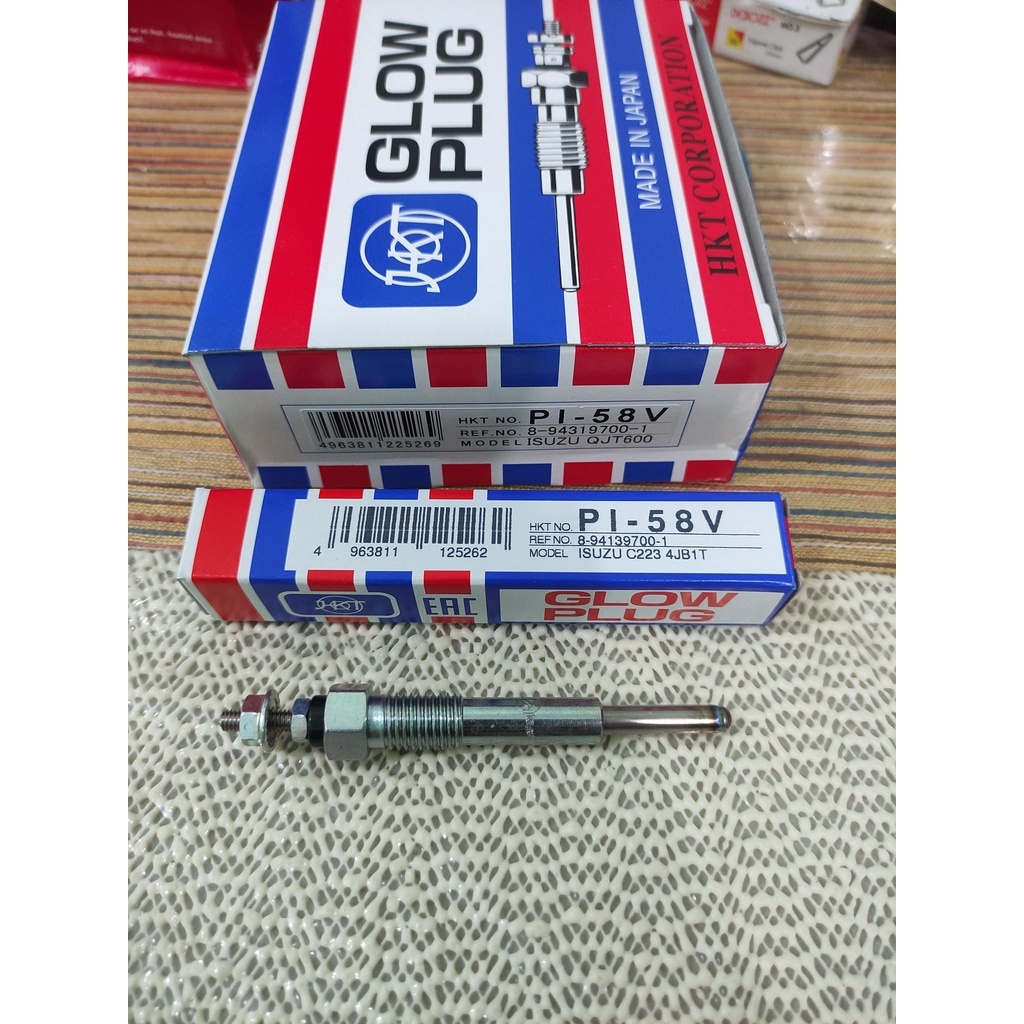 GLOW
PLUG
MADE IN JAPAN
HKT CORPORATION
HKT
4963811225269
HKT NO. PI-58V
REF.NO. 8-94319700-1
MODEL ISUZU QJT600
4 963811 125262
HKT NO. PI-58V
REF NO. 8-94139700-1
MODEL ISUZU C223 4JB1T
HKT
EAC
GLOW
PLUG